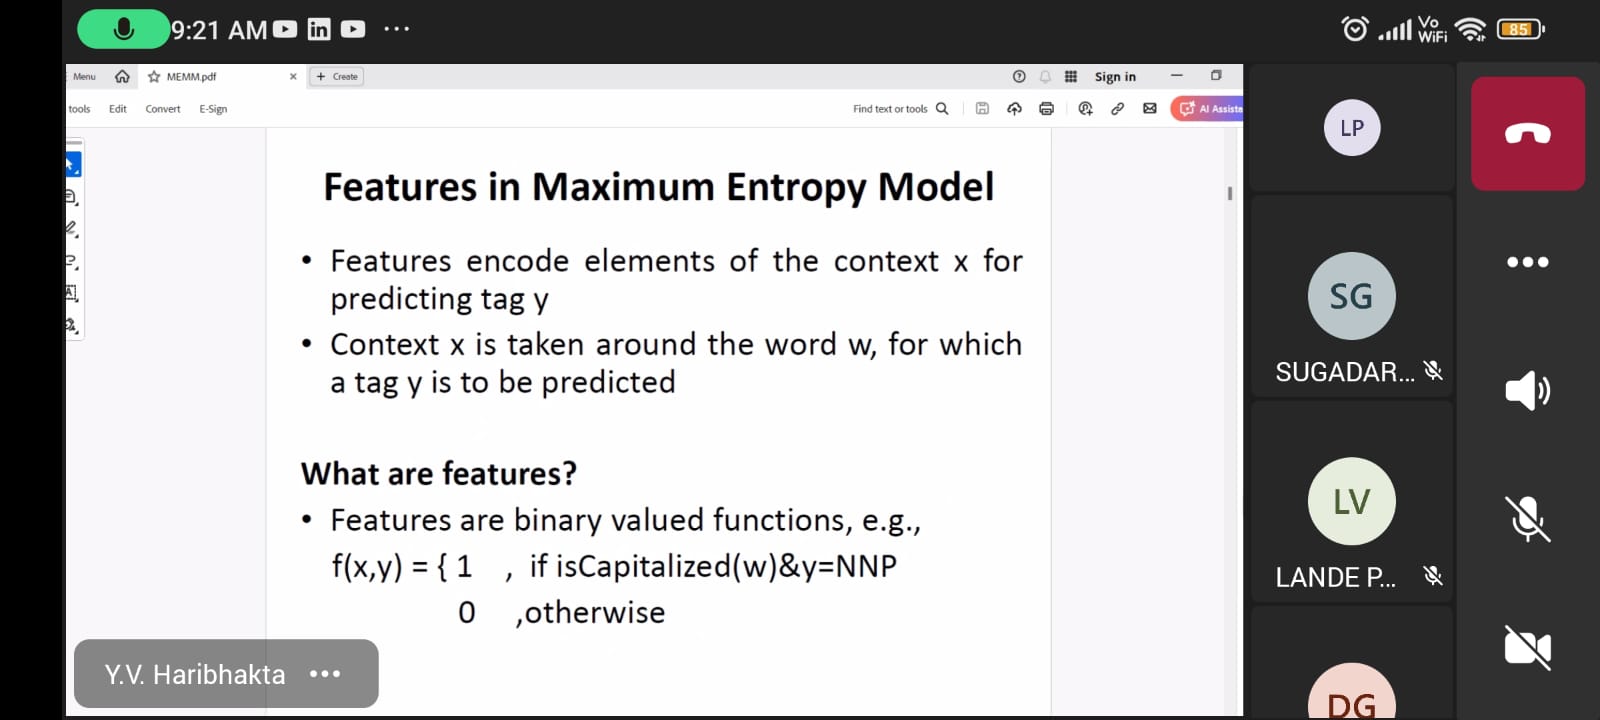 9:21 AM
Vo
WiFi
85
Menu
MEMM.pdf
+ Create
Sign in
tools
Edit
Convert
E-Sign
Find text or tools
AI Assista
Features in Maximum Entropy Model
• Features encode elements of the context x for
predicting tag y
• Context x is taken around the word w, for which
a tag y is to be predicted
What are features?
• Features are binary valued functions, e.g.,
f(x,y) = { 1 , if isCapitalized(w)&y=NNP
0 ,otherwise
Y.V. Haribhakta
LP
SG
SUGADAR...
LV
LANDE P...
DG